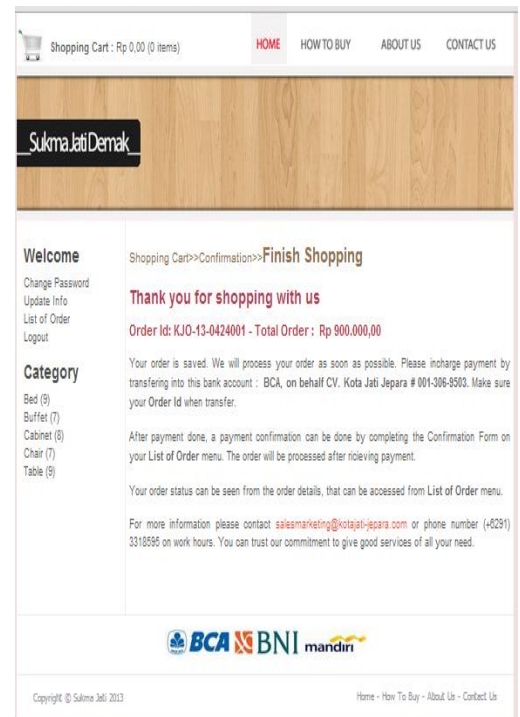 Shopping Cart : Rp 0,00 (0 items)
HOME HOW TO BUY ABOUT US CONTACT US
_SukmaJatiDemak_
Welcome
Change Password
Update Info
List of Order
Logout
Category
Bed (9)
Buffet (7)
Cabinet (8)
Chair (7)
Table (9)
Shopping Cart>>Confirmation>>Finish Shopping
Thank you for shopping with us
Order Id: KJO-13-0424001 - Total Order : Rp 900.000,00
Your order is saved. We will process your order as soon as possible. Please incharge payment by
transfering into this bank account : BCA, on behalf CV. Kota Jati Jepara # 001-306-9503. Make sure
your Order Id when transfer.
After payment done, a payment confirmation can be done by completing the Confirmation Form on
your List of Order menu. The order will be processed after ricieving payment.
Your order status can be seen from the order details, that can be accessed from List of Order menu.
For more information please contact salesmarketing@kotajati-jepara.com or phone number (+6291)
3318595 on work hours. You can trust our commitment to give good services of all your need.
BCA BNI mandiri
Copyright © Sukma Jati 2013
Home - How To Buy - About Us - Contact Us